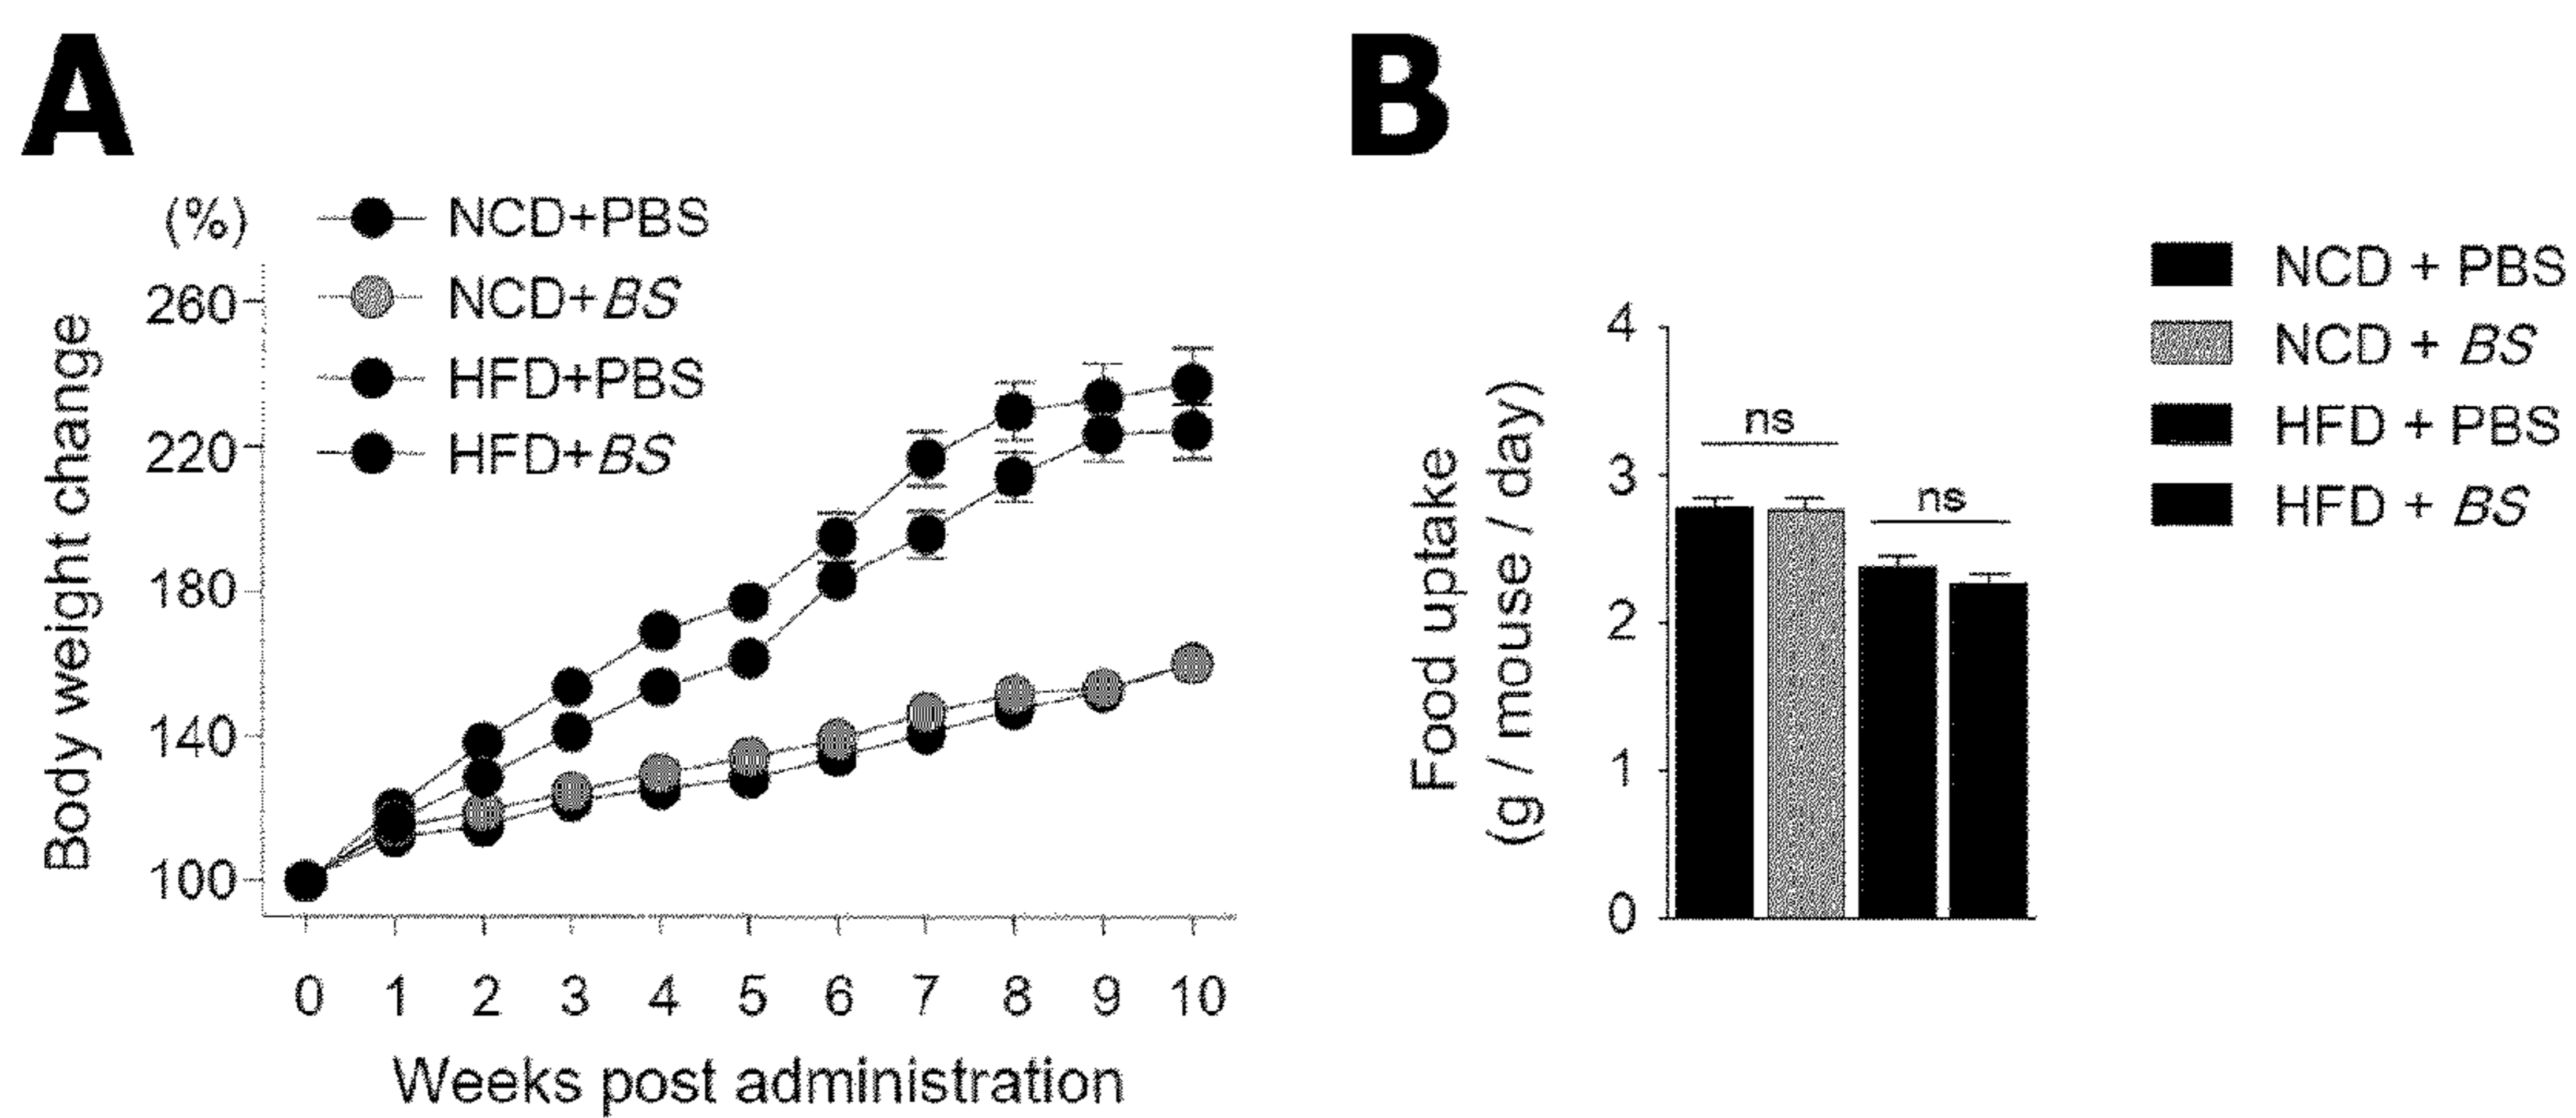 A
(%)
NCD+PBS
NCD+BS
HFD+PBS
HFD+BS
260
220
180
140
100
Body weight change
0 1 2 3 4 5 6 7 8 9 10
Weeks post administration
B
NCD + PBS
NCD + BS
HFD + PBS
HFD + BS
4
3
2
1
0
ns
ns
Food uptake
(g / mouse / day)